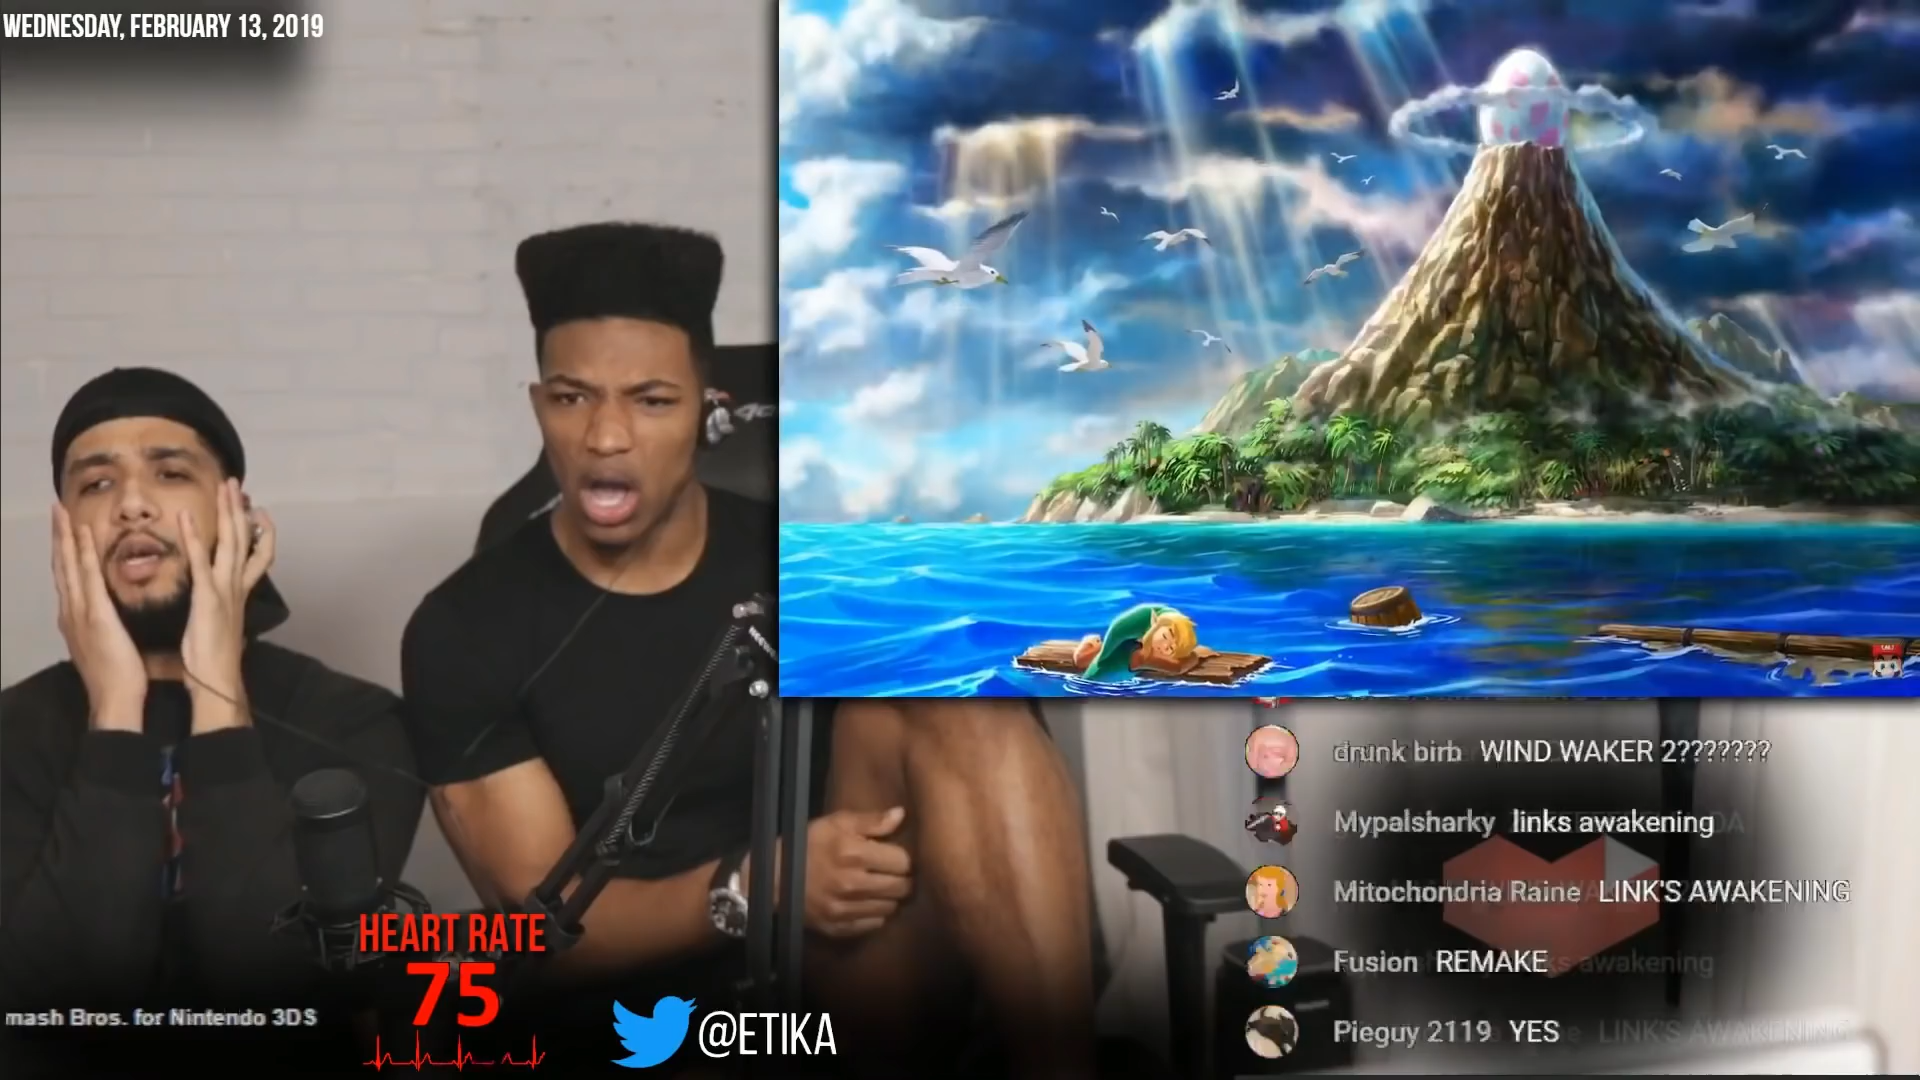 WEDNESDAY, FEBRUARY 13, 2019
drunk birb WIND WAKER 2???????
Mypalsharky links awakening
Mitochondria Raine LINK'S AWAKENING
Fusion REMAKE
Pieguy 2119 YES
HEART RATE
75
mash Bros. for Nintendo 3DS
@ETIKA